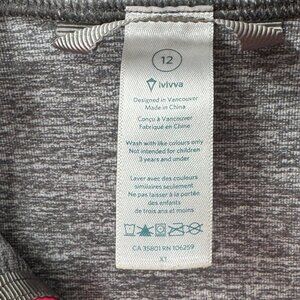 12
ivivva
Designed in Vancouver
Made in China
Conçu à Vancouver
Fabriqué en Chine
Wash with like colours only
Not intended for children
3 years and under
Laver avec des couleurs
similaires seulement
Ne pas laisser à la portée
des enfants
de trois ans et moins
CA 35801 RN 106259
X1